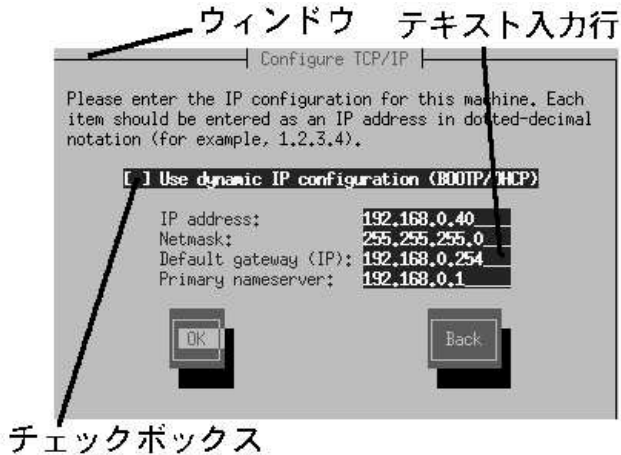 ウィンドウ テキスト入力行
Configure TCP/IP
Please enter the IP configuration for this machine. Each
item should be entered as an IP address in dotted-decimal
notation (for example, 1.2.3.4).
[ ] Use dynamic IP configuration (BOOTP/DHCP)
IP address: 192.168.0.40
Netmask: 255.255.255.0
Default gateway (IP): 192.168.0.254
Primary nameserver: 192.168.0.1
OK Back
チェックボックス